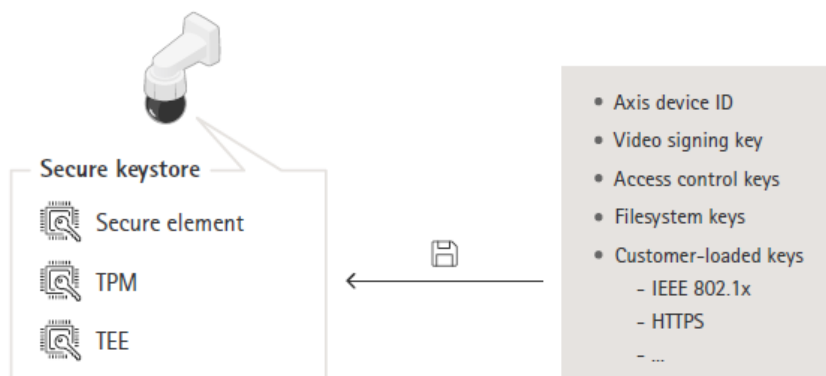 Secure keystore
Secure element
TPM
TEE
• Axis device ID
• Video signing key
• Access control keys
• Filesystem keys
• Customer-loaded keys
- IEEE 802.1x
- HTTPS
- ...